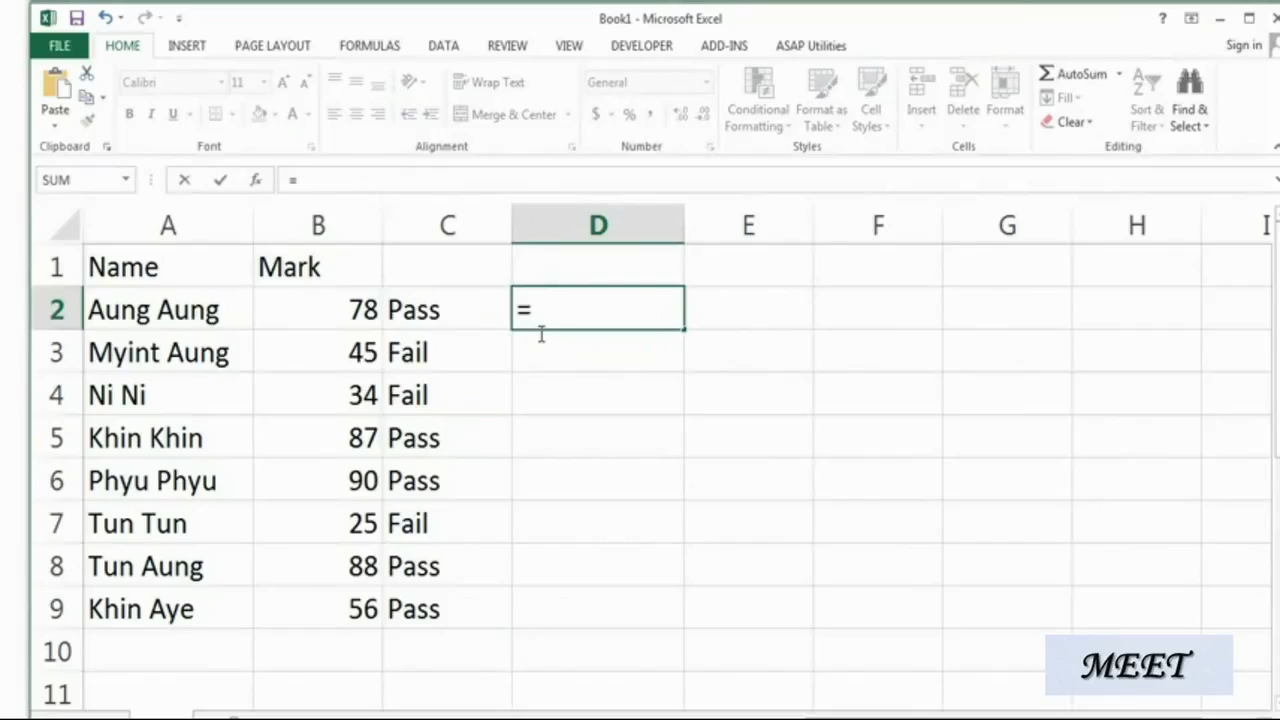 Book1 - Microsoft Excel
?
FILE HOME INSERT PAGE LAYOUT FORMULAS DATA REVIEW VIEW DEVELOPER ADD-INS ASAP Utilities Sign in
Calibri 11 Wrap Text General AutoSum
Paste Fill
B I U A Merge & Center $ % , Conditional Format as Cell Insert Delete Format Sort & Find &
Formatting Table Styles Clear Filter Select
Clipboard Font Alignment Number Styles Cells Editing
SUM fx =
A B C D E F G H I
1 Name Mark
2 Aung Aung 78 Pass =
3 Myint Aung 45 Fail
4 Ni Ni 34 Fail
5 Khin Khin 87 Pass
6 Phyu Phyu 90 Pass
7 Tun Tun 25 Fail
8 Tun Aung 88 Pass
9 Khin Aye 56 Pass
10
11
MEET